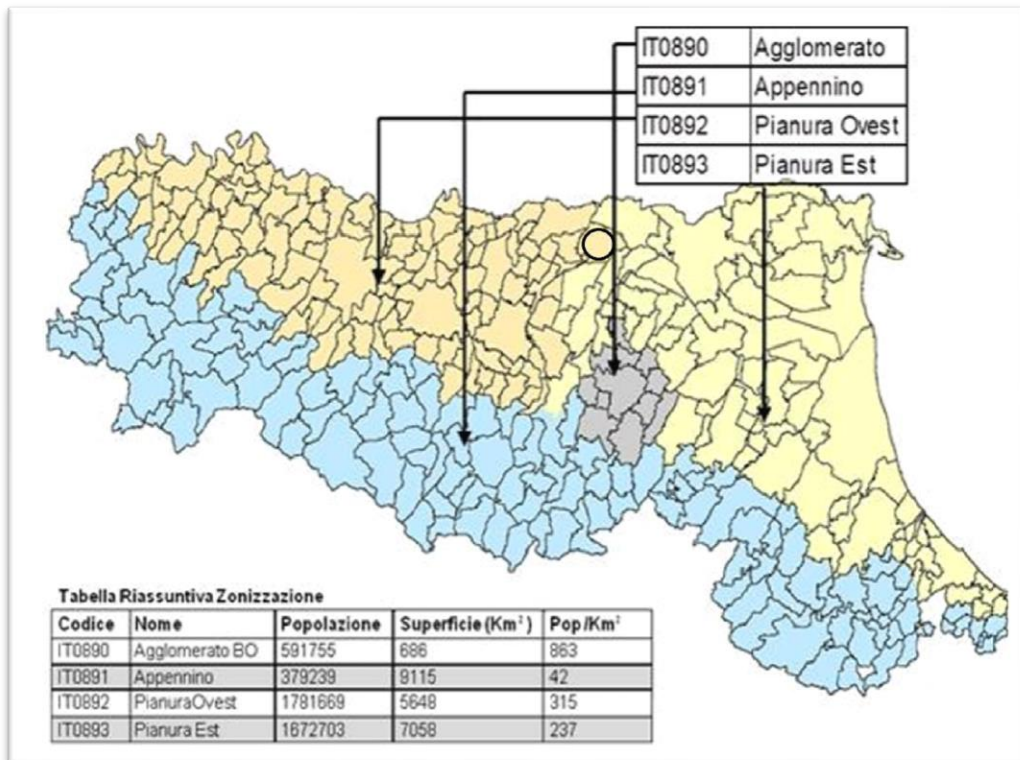 IT0890 Agglomerato
IT0891 Appennino
IT0892 Pianura Ovest
IT0893 Pianura Est
Tabella Riassuntiva Zonizzazione
Codice Nome Popolazione Superficie (Km²) Pop/Km²
IT0890 Agglomerato BO 591755 686 863
IT0891 Appennino 379239 9115 42
IT0892 PianuraOvest 1781669 5648 315
IT0893 Pianura Est 1672703 7058 237